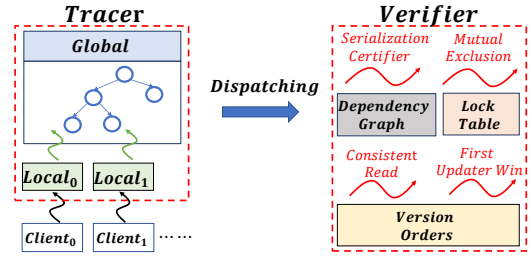 Tracer
Global
Local₀
Local₁
Client₀
Client₁
······
Dispatching
Verifier
Serialization
Certifier
Mutual
Exclusion
Dependency
Graph
Lock
Table
Consistent
Read
First
Updater Win
Version
Orders